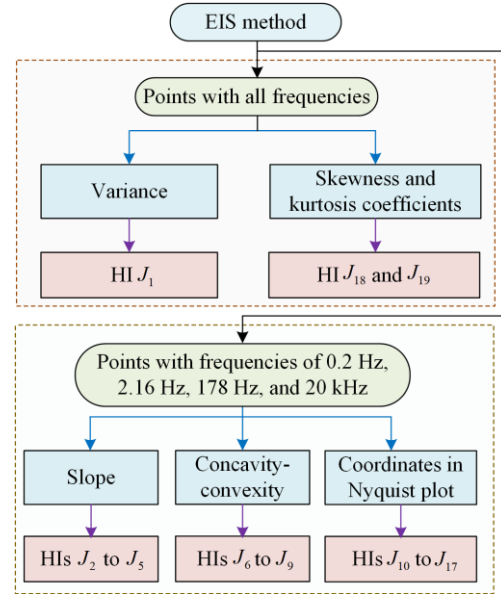 EIS method
Points with all frequencies
Variance
Skewness and
kurtosis coefficients
HI J₁
HI J₁₈ and J₁₉
Points with frequencies of 0.2 Hz,
2.16 Hz, 178 Hz, and 20 kHz
Slope
Concavity-
convexity
Coordinates in
Nyquist plot
HIs J₂ to J₅
HIs J₆ to J₉
HIs J₁₀ to J₁₇